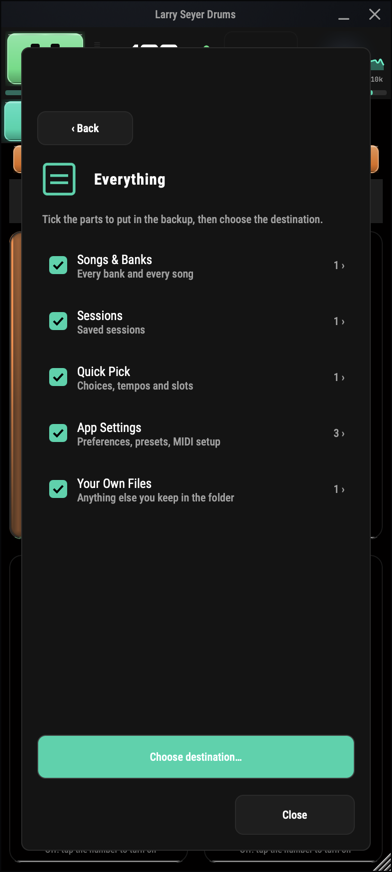 Larry Seyer Drums
10k
‹ Back
Everything
Tick the parts to put in the backup, then choose the destination.
Songs & Banks
Every bank and every song
1 ›
Sessions
Saved sessions
1 ›
Quick Pick
Choices, tempos and slots
1 ›
App Settings
Preferences, presets, MIDI setup
3 ›
Your Own Files
Anything else you keep in the folder
1 ›
Choose destination...
Close